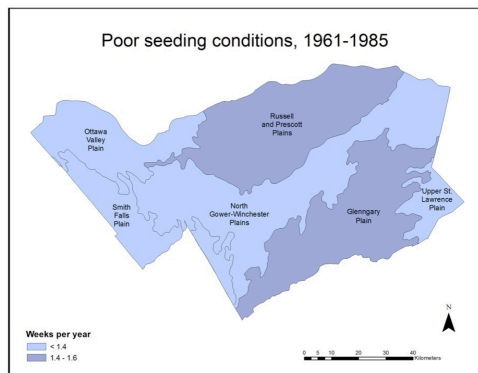 Poor seeding conditions, 1961-1985
Russell
and Prescott
Plains
Ottawa
Valley
Plain
Smith
Falls
Plain
North
Gower-Winchester
Plains
Glenngary
Plain
Upper St.
Lawrence
Plain
N
Weeks per year
< 1.4
1.4 - 1.6
0 5 10 20 30 40
Kilometers